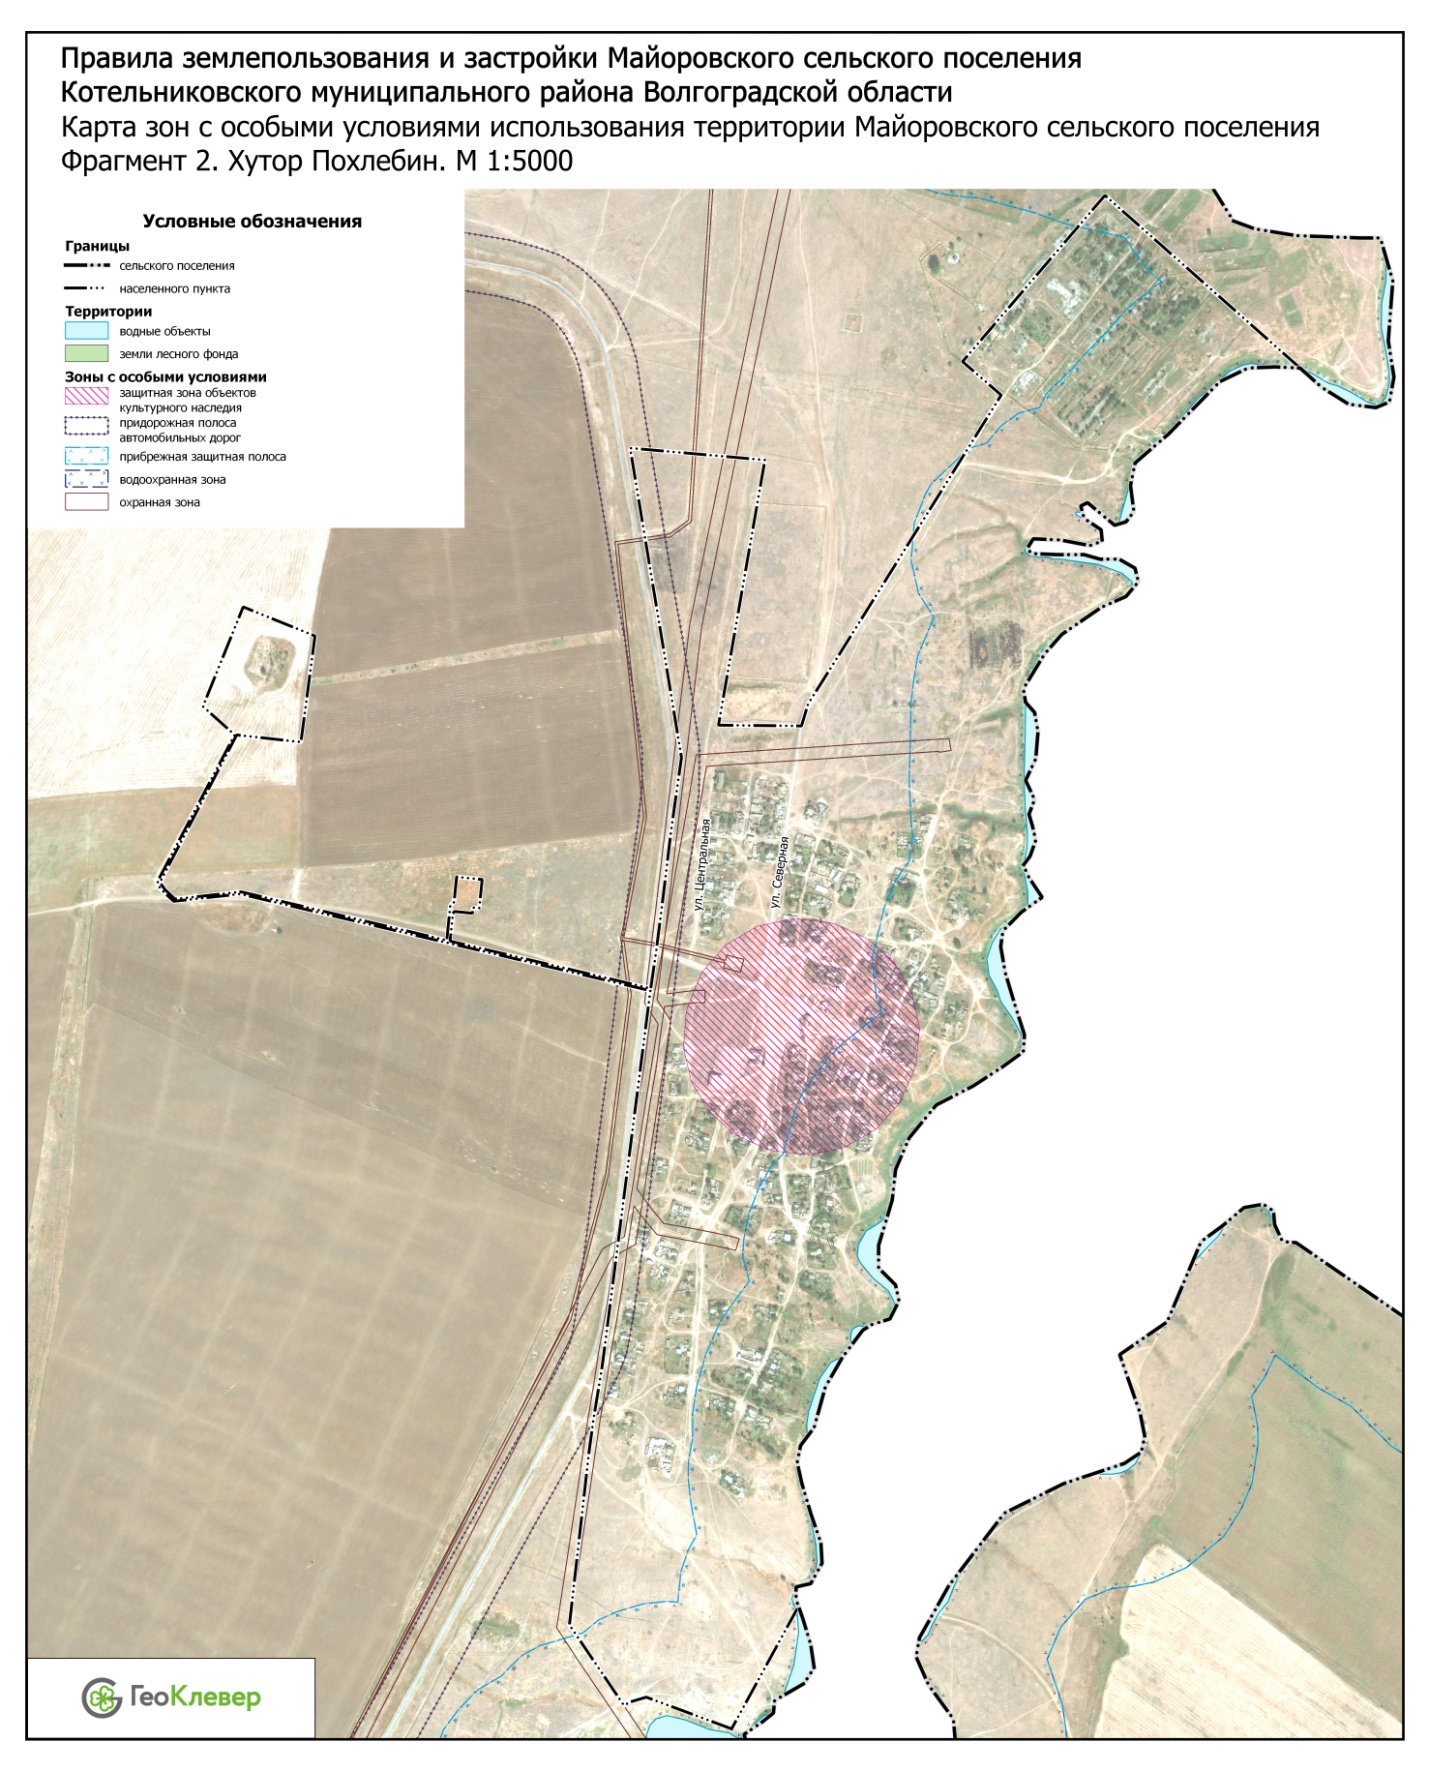 Правила землепользования и застройки Майоровского сельского поселения
Котельниковского муниципального района Волгоградской области
Карта зон с особыми условиями использования территории Майоровского сельского поселения
Фрагмент 2. Хутор Похлебин. М 1:5000
Условные обозначения
Границы
сельского поселения
населенного пункта
Территории
водные объекты
земли лесного фонда
Зоны с особыми условиями
защитная зона объектов
культурного наследия
придорожная полоса
автомобильных дорог
прибрежная защитная полоса
водоохранная зона
охранная зона
ул. Центральная
ул. Северная
ГеоКлевер